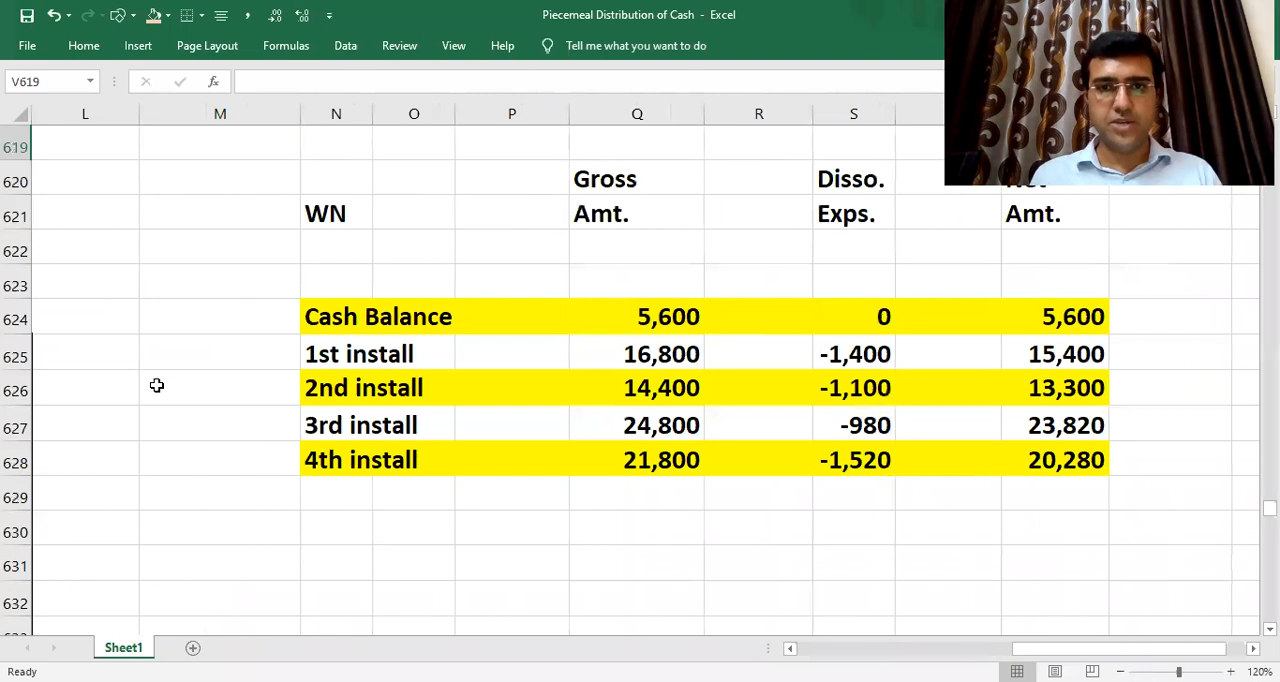 Piecemeal Distribution of Cash - Excel
File Home Insert Page Layout Formulas Data Review View Help Tell me what you want to do
V619 fx
L M N O P Q R S
619
620 Gross Disso.
621 WN Amt. Exps. Amt.
622
623
624 Cash Balance 5,600 0 5,600
625 1st install 16,800 -1,400 15,400
626 2nd install 14,400 -1,100 13,300
627 3rd install 24,800 -980 23,820
628 4th install 21,800 -1,520 20,280
629
630
631
632
Sheet1
Ready 120%